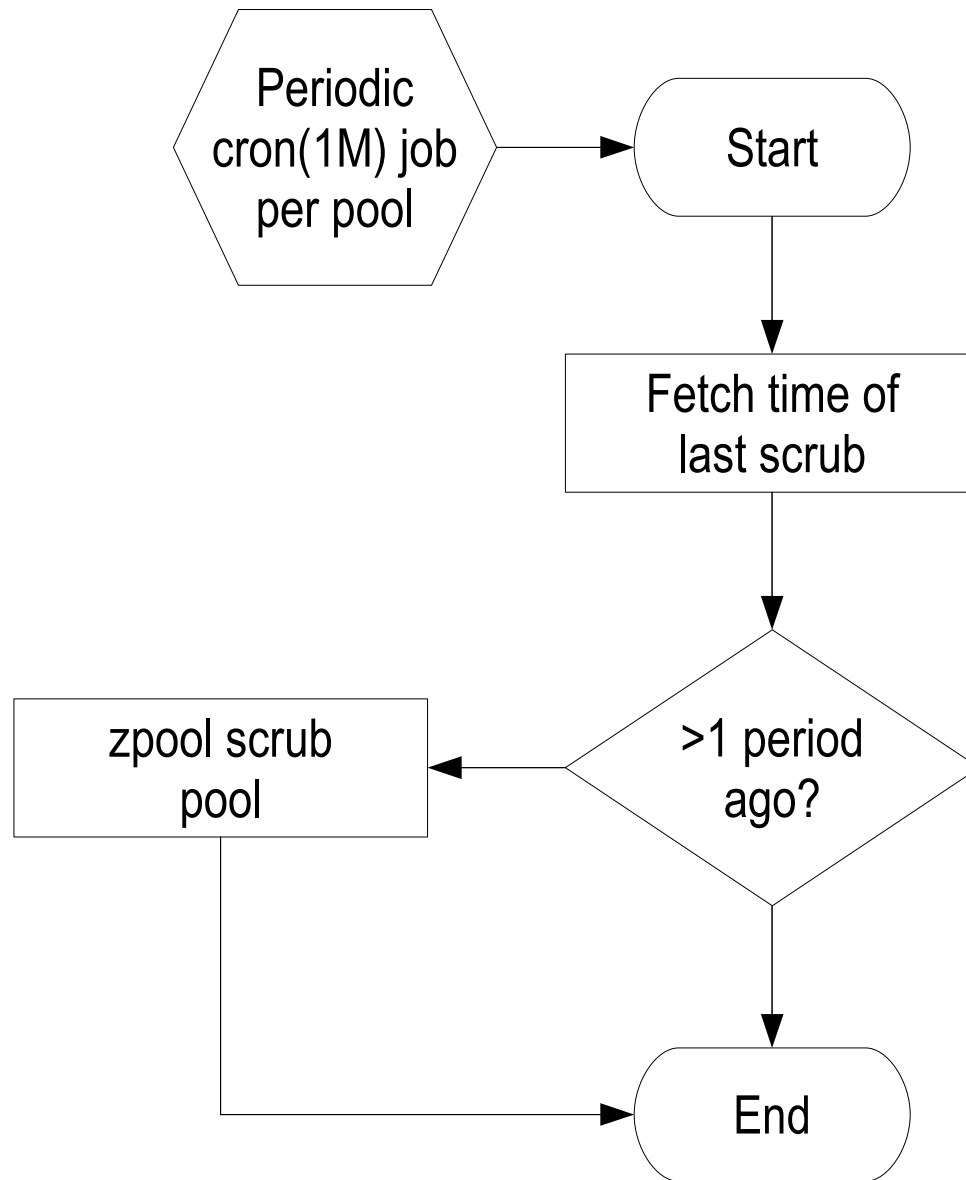 Periodic
cron(1M) job
per pool
Start
Fetch time of
last scrub
>1 period
ago?
zpool scrub
pool
End